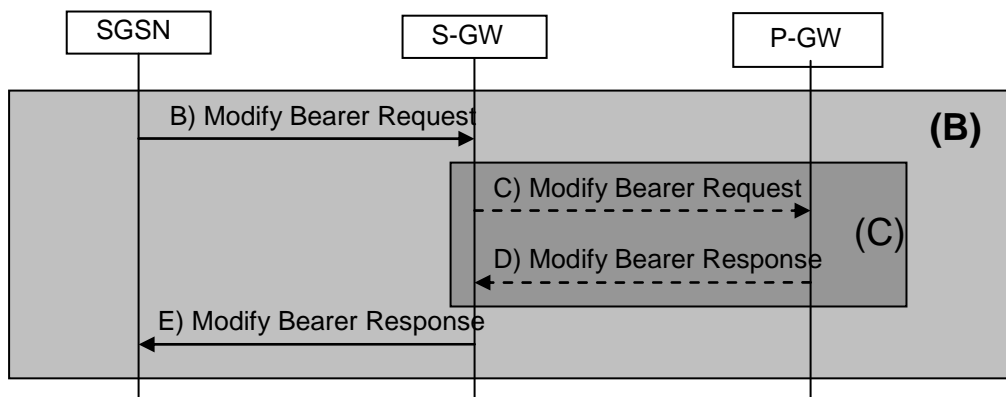 SGSN
S-GW
P-GW
B) Modify Bearer Request
(B)
C) Modify Bearer Request
(C)
D) Modify Bearer Response
E) Modify Bearer Response